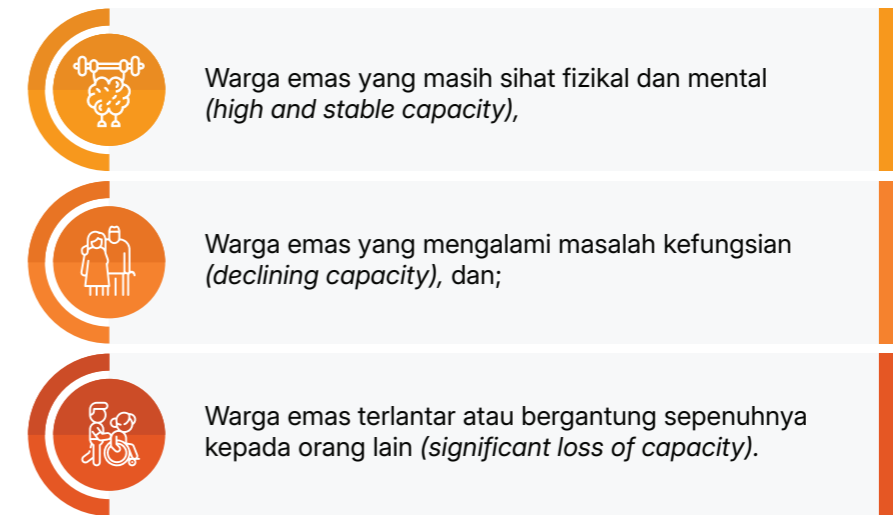 Warga emas yang masih sihat fizikal dan mental
(high and stable capacity),
Warga emas yang mengalami masalah kefungsian
(declining capacity), dan;
Warga emas terlantar atau bergantung sepenuhnya
kepada orang lain (significant loss of capacity).